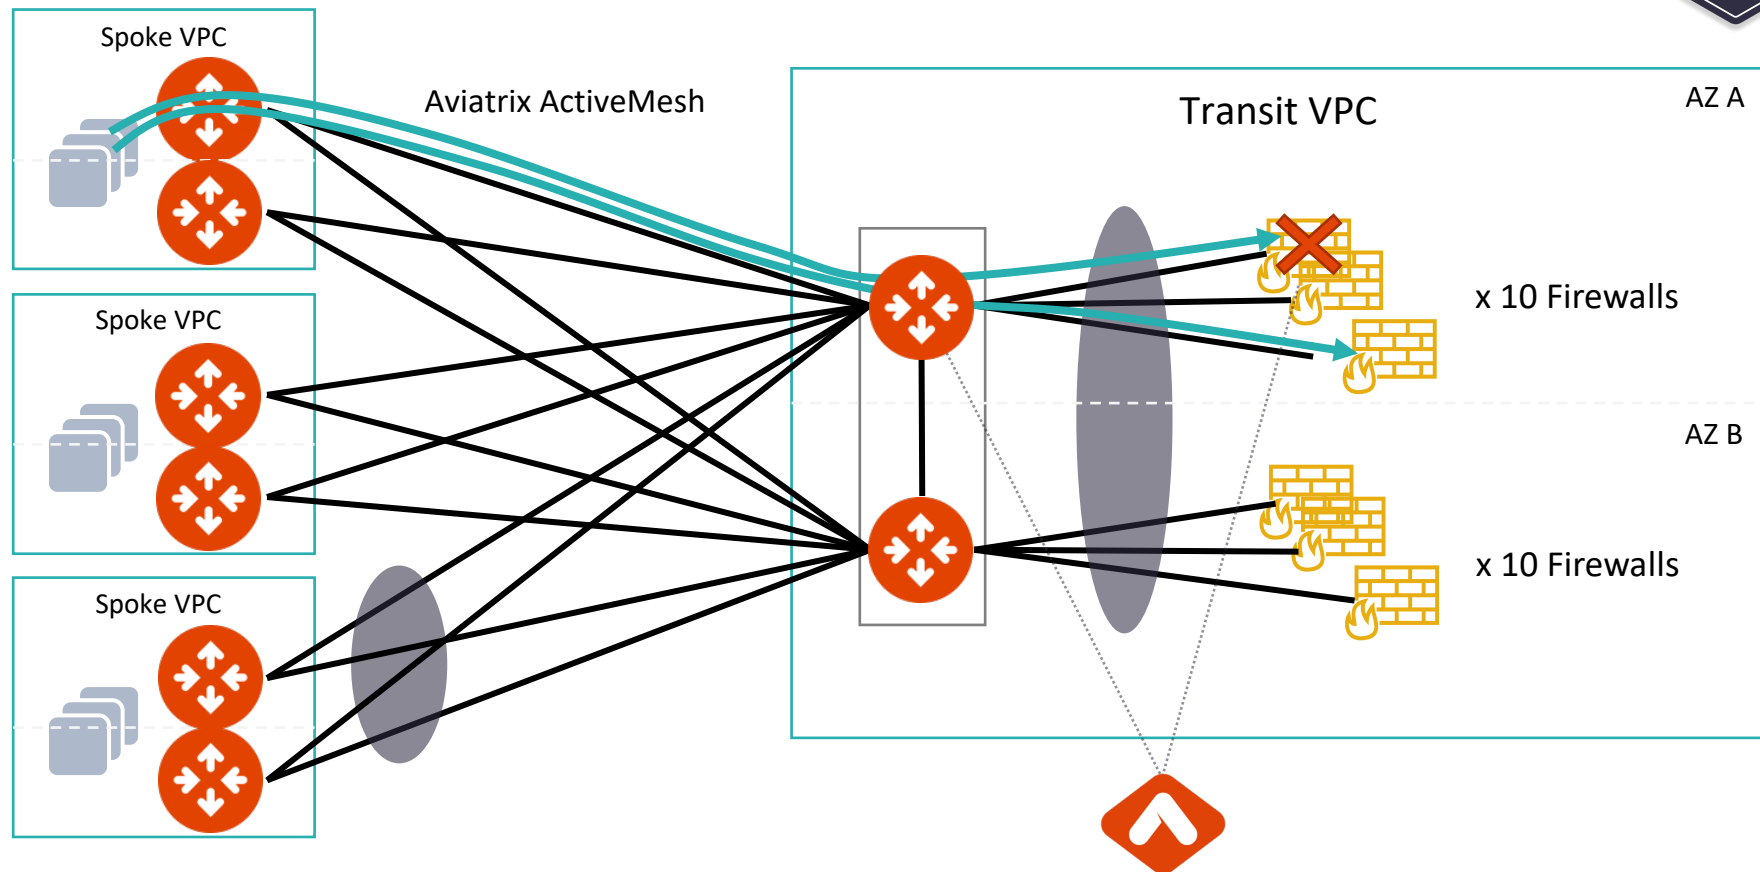 Spoke VPC
Aviatrix ActiveMesh
Transit VPC
AZ A
x 10 Firewalls
Spoke VPC
AZ B
x 10 Firewalls
Spoke VPC